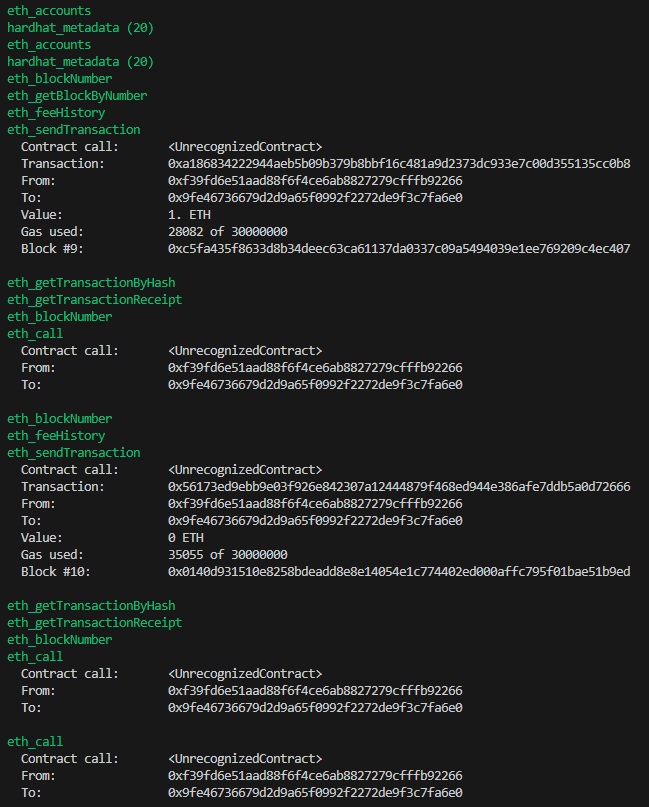 eth_accounts
hardhat_metadata (20)
eth_accounts
hardhat_metadata (20)
eth_blockNumber
eth_getBlockByNumber
eth_feeHistory
eth_sendTransaction
Contract call: <UnrecognizedContract>
Transaction: 0xa186834222944aeb5b09b379b8bbf16c481a9d2373dc933e7c00d355135cc0b8
From: 0xf39fd6e51aad88f6f4ce6ab8827279cfffb92266
To: 0x9fe46736679d2d9a65f0992f2272de9f3c7fa6e0
Value: 1. ETH
Gas used: 28082 of 30000000
Block #9: 0xc5fa435f8633d8b34deec63ca61137da0337c09a5494039e1ee769209c4ec407
eth_getTransactionByHash
eth_getTransactionReceipt
eth_blockNumber
eth_call
Contract call: <UnrecognizedContract>
From: 0xf39fd6e51aad88f6f4ce6ab8827279cfffb92266
To: 0x9fe46736679d2d9a65f0992f2272de9f3c7fa6e0
eth_blockNumber
eth_feeHistory
eth_sendTransaction
Contract call: <UnrecognizedContract>
Transaction: 0x56173ed9ebb9e03f926e842307a12444879f468ed944e386afe7ddb5a0d72666
From: 0xf39fd6e51aad88f6f4ce6ab8827279cfffb92266
To: 0x9fe46736679d2d9a65f0992f2272de9f3c7fa6e0
Value: 0 ETH
Gas used: 35055 of 30000000
Block #10: 0x0140d931510e8258bdeadd8e8e14054e1c774402ed000affc795f01bae51b9ed
eth_getTransactionByHash
eth_getTransactionReceipt
eth_blockNumber
eth_call
Contract call: <UnrecognizedContract>
From: 0xf39fd6e51aad88f6f4ce6ab8827279cfffb92266
To: 0x9fe46736679d2d9a65f0992f2272de9f3c7fa6e0
eth_call
Contract call: <UnrecognizedContract>
From: 0xf39fd6e51aad88f6f4ce6ab8827279cfffb92266
To: 0x9fe46736679d2d9a65f0992f2272de9f3c7fa6e0